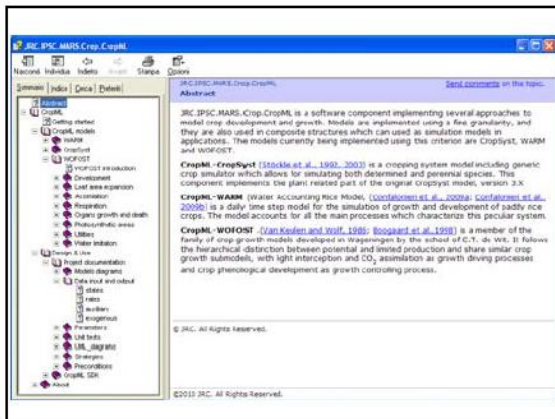 JRC.IPSC.MARS.Crop.CropML
Nascondi Individua Indietro Avanti Stampa Opzioni
Sommario Indice Cerca Preferiti
Abstract
CropML
Getting started
CropML models
WARM
CropSyst
WOFOST
WOFOST introduction
Development
Leaf area expansion
Assimilation
Respiration
Organs growth and death
Photosynthetic areas
Utilities
Water limitation
Design & Use
Project documentation
Models diagrams
Data input and output
states
rates
auxiliary
exogenous
Parameters
Unit tests
UML_diagrams
Strategies
Preconditions
CropML SDK
About
JRC.IPSC.MARS.Crop.CropML
Send comments on this topic.
Abstract
JRC.IPSC.MARS.Crop.CropML is a software component implementing several approaches to
model crop development and growth. Models are implemented using a fine granularity, and
they are also used in composite structures which can used as simulation models in
applications. The models currently being implemented using this criterion are CropSyst, WARM
and WOFOST.
CropML-CropSyst (Stöckle et al., 1992, 2003) is a cropping system model including generic
crop simulator which allows for simulating both determined and perennial species. This
component implements the plant related part of the original CropSyst model, version 3.X
CropML-WARM (Water Accounting Rice Model, (Confalonieri et al., 2009a; Confalonieri et al.,
2009b) is a daily time step model for the simulation of growth and development of paddy rice
crops. The model accounts for all the main processes which characterize this peculiar system.
CropML-WOFOST .(Van Keulen and Wolf, 1986; Boogaard et al.,1998) is a member of the
family of crop growth models developed in Wageningen by the school of C.T. de Wit. It follows
the hierarchical distinction between potential and limited production and share similar crop
growth submodels, with light interception and CO2 assimilation as growth driving processes
and crop phenological development as growth controlling process.
© JRC. All Rights Reserved.
©2010 JRC. All Rights Reserved.